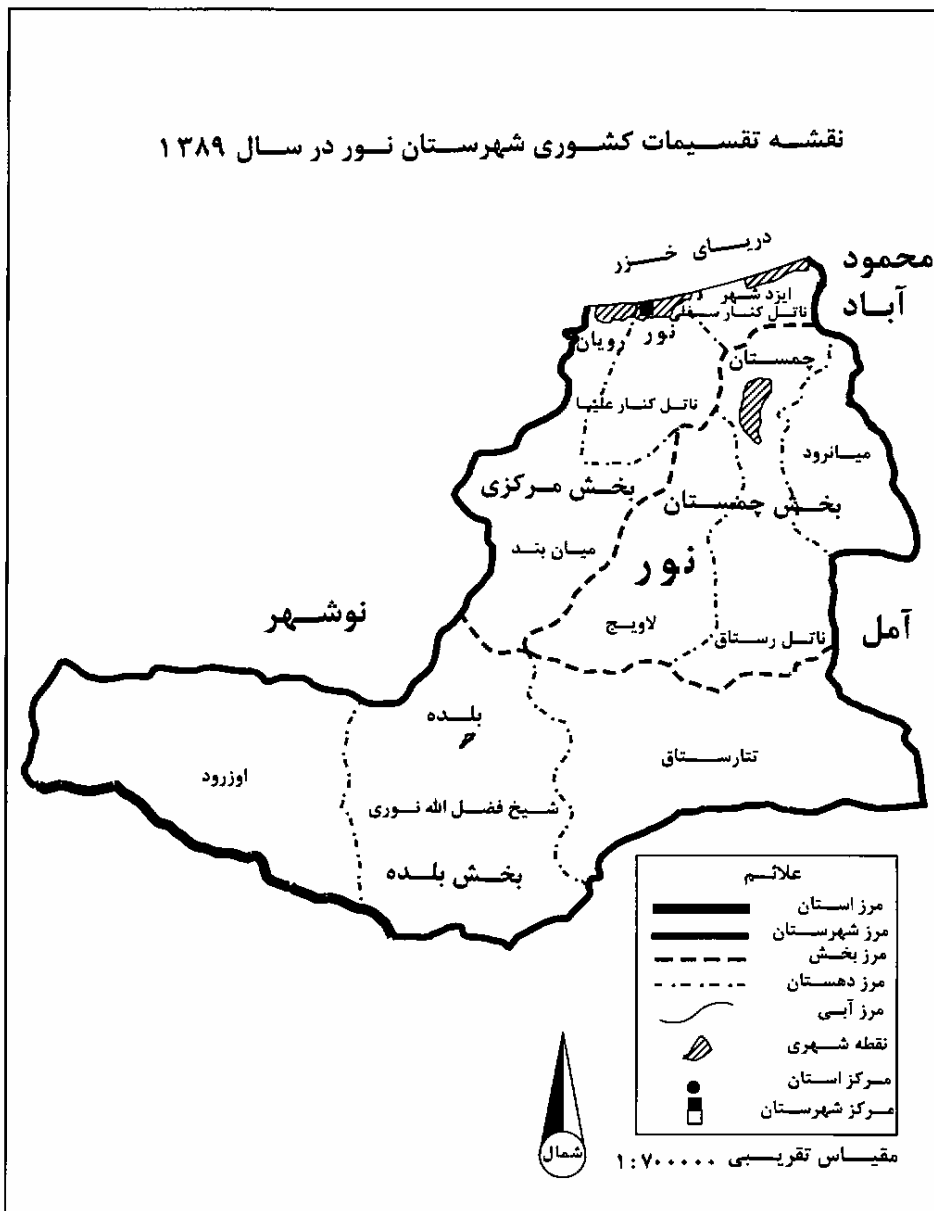 نقشه تقسیمات کشوری شهرستان نور در سال ۱۳۸۹
دریای خزر
محمود
آباد
ایزد شهر
ناتل کنار سفلی
نور
رویان
چمستان
ناتل کنار علیا
میانرود
بخش مرکزی
بخش چمستان
میان بند
نور
نوشهر
لاویج
ناتل رستاق
آمل
بلده
تتارستاق
اوزرود
شیخ فضل الله نوری
بخش بلده
علائم
مرز استان
مرز شهرستان
مرز بخش
مرز دهستان
مرز آبی
نقطه شهری
مرکز استان
مرکز شهرستان
شمال
مقیاس تقریبی ۱:۷۰۰۰۰۰